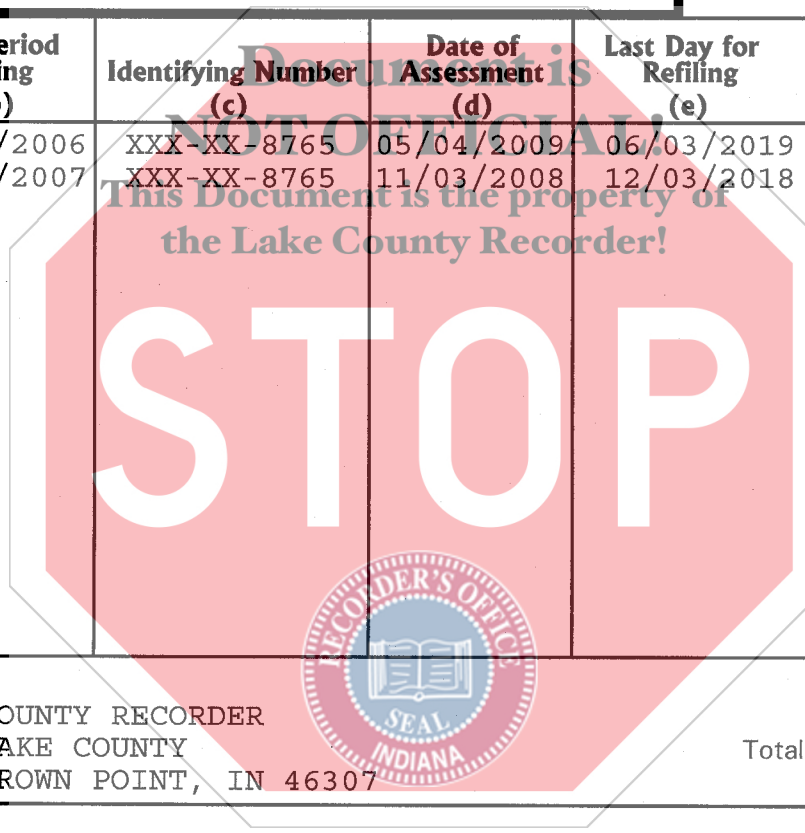 eriod Identifying Number Date of Last Day for
ing Assessment Refiling
) (c) (d) (e)
/2006 XXX-XX-8765 05/04/2009 06/03/2019
/2007 XXX-XX-8765 11/03/2008 12/03/2018
Document is
NOT OFFICIAL!
This Document is the property of
the Lake County Recorder!
STOP
RECORDER'S OFFICE
SEAL
INDIANA
OUNTY RECORDER
AKE COUNTY Total
ROWN POINT, IN 46307